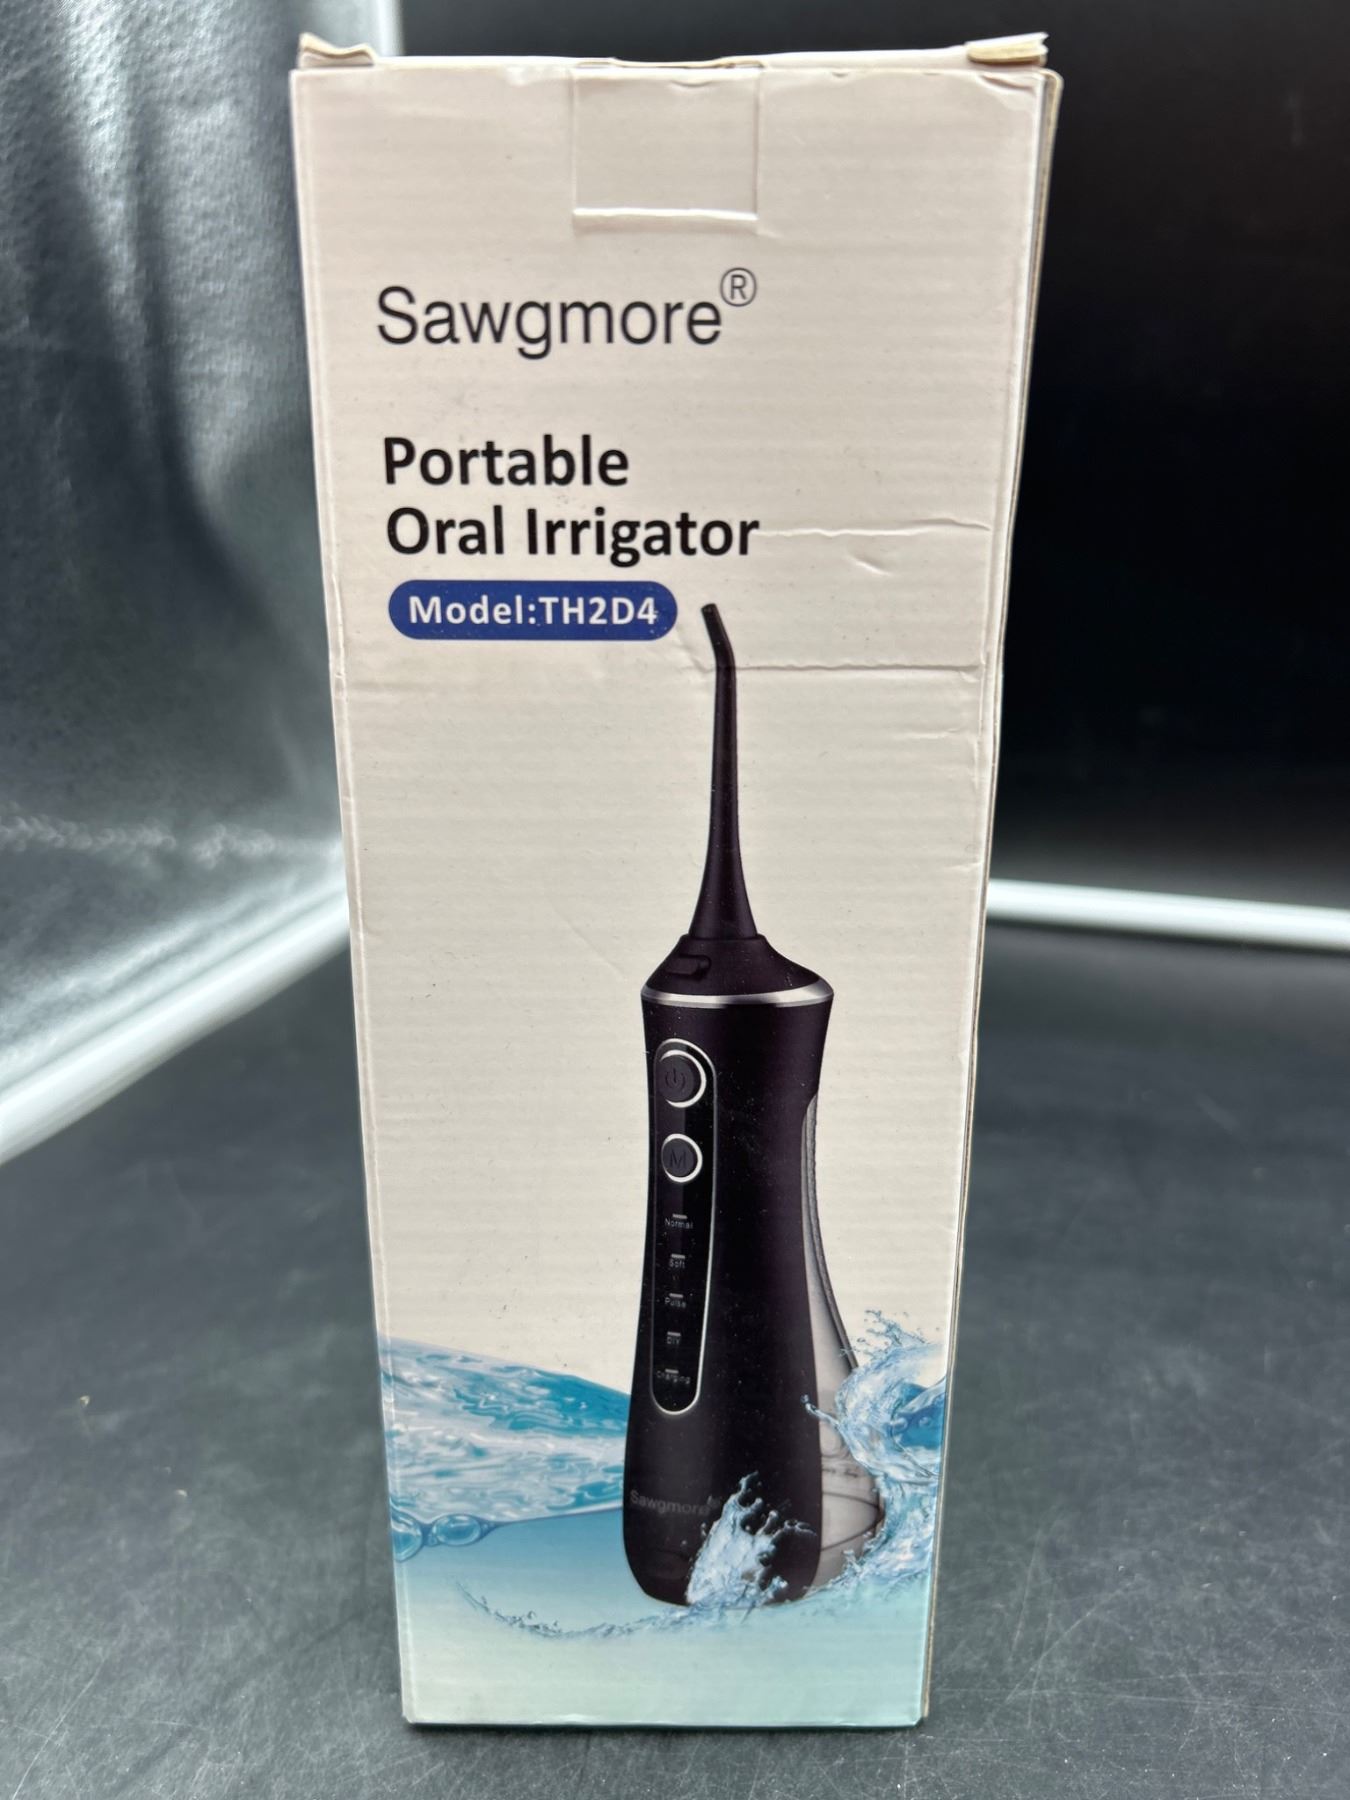 Sawgmore®
Portable
Oral Irrigator
Model:TH2D4
M
Normal
Soft
Pulse
DIY
Charging
Sawgmore®